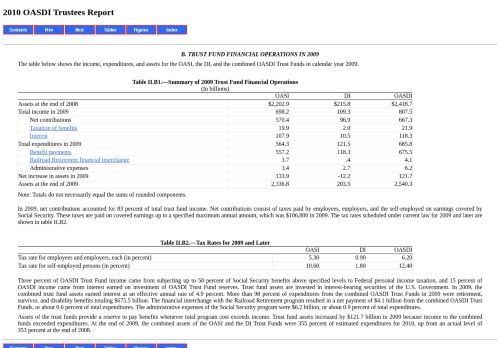 2010 OASDI Trustees Report
Contents Prev Next Tables Figures Index
B. TRUST FUND FINANCIAL OPERATIONS IN 2009
The table below shows the income, expenditures, and assets for the OASI, the DI, and the combined OASDI Trust Funds in calendar year 2009.
Table II.B1.—Summary of 2009 Trust Fund Financial Operations
(In billions)
OASI DI OASDI
Assets at the end of 2008 $2,202.9 $215.8 $2,418.7
Total income in 2009 698.2 109.3 807.5
Net contributions 570.4 96.9 667.3
Taxation of benefits 19.9 2.0 21.9
Interest 107.9 10.5 118.3
Total expenditures in 2009 564.3 121.5 685.8
Benefit payments 557.2 118.3 675.5
Railroad Retirement financial interchange 3.7 .4 4.1
Administrative expenses 3.4 2.7 6.2
Net increase in assets in 2009 133.9 -12.2 121.7
Assets at the end of 2009 2,336.8 203.5 2,540.3
Note: Totals do not necessarily equal the sums of rounded components.
In 2009, net contributions accounted for 83 percent of total trust fund income. Net contributions consist of taxes paid by employees, employers, and the self-employed on earnings covered by
Social Security. These taxes are paid on covered earnings up to a specified maximum annual amount, which was $106,800 in 2009. The tax rates scheduled under current law for 2009 and later are
shown in table II.B2.
Table II.B2.—Tax Rates for 2009 and Later
OASI DI OASDI
Tax rate for employees and employers, each (in percent) 5.30 0.90 6.20
Tax rate for self-employed persons (in percent) 10.60 1.80 12.40
Three percent of OASDI Trust Fund income came from subjecting up to 50 percent of Social Security benefits above specified levels to Federal personal income taxation, and 15 percent of
OASDI income came from interest earned on investment of OASDI Trust Fund reserves. Trust fund assets are invested in interest-bearing securities of the U.S. Government. In 2009, the
combined trust fund assets earned interest at an effective annual rate of 4.9 percent. More than 98 percent of expenditures from the combined OASDI Trust Funds in 2009 were retirement,
survivor, and disability benefits totaling $675.5 billion. The financial interchange with the Railroad Retirement program resulted in a net payment of $4.1 billion from the combined OASDI Trust
Funds, or about 0.6 percent of total expenditures. The administrative expenses of the Social Security program were $6.2 billion, or about 0.9 percent of total expenditures.
Assets of the trust funds provide a reserve to pay benefits whenever total program cost exceeds income. Trust fund assets increased by $121.7 billion in 2009 because income to the combined
funds exceeded expenditures. At the end of 2009, the combined assets of the OASI and the DI Trust Funds were 355 percent of estimated expenditures for 2010, up from an actual level of
353 percent at the end of 2008.